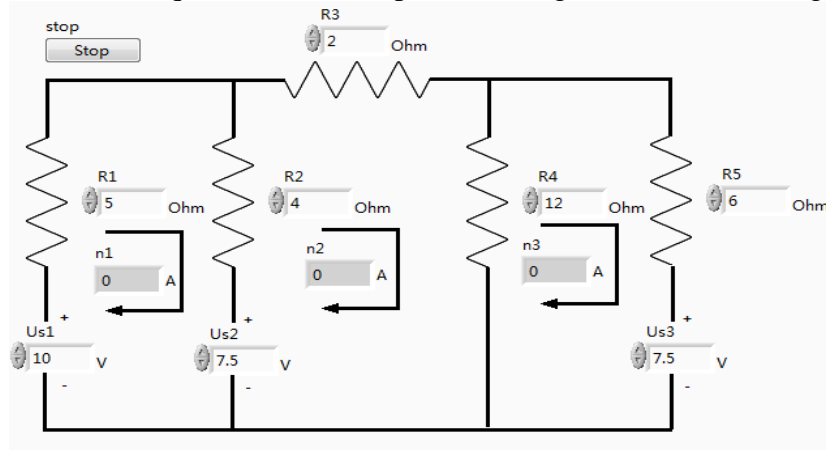 R3
stop
Stop
2
Ohm
R1
5
Ohm
R2
4
Ohm
R4
12
Ohm
R5
6
Ohm
n1
0
A
n2
0
A
n3
0
A
+
Us1
10
V
-
+
Us2
7.5
V
-
+
Us3
7.5
V
-